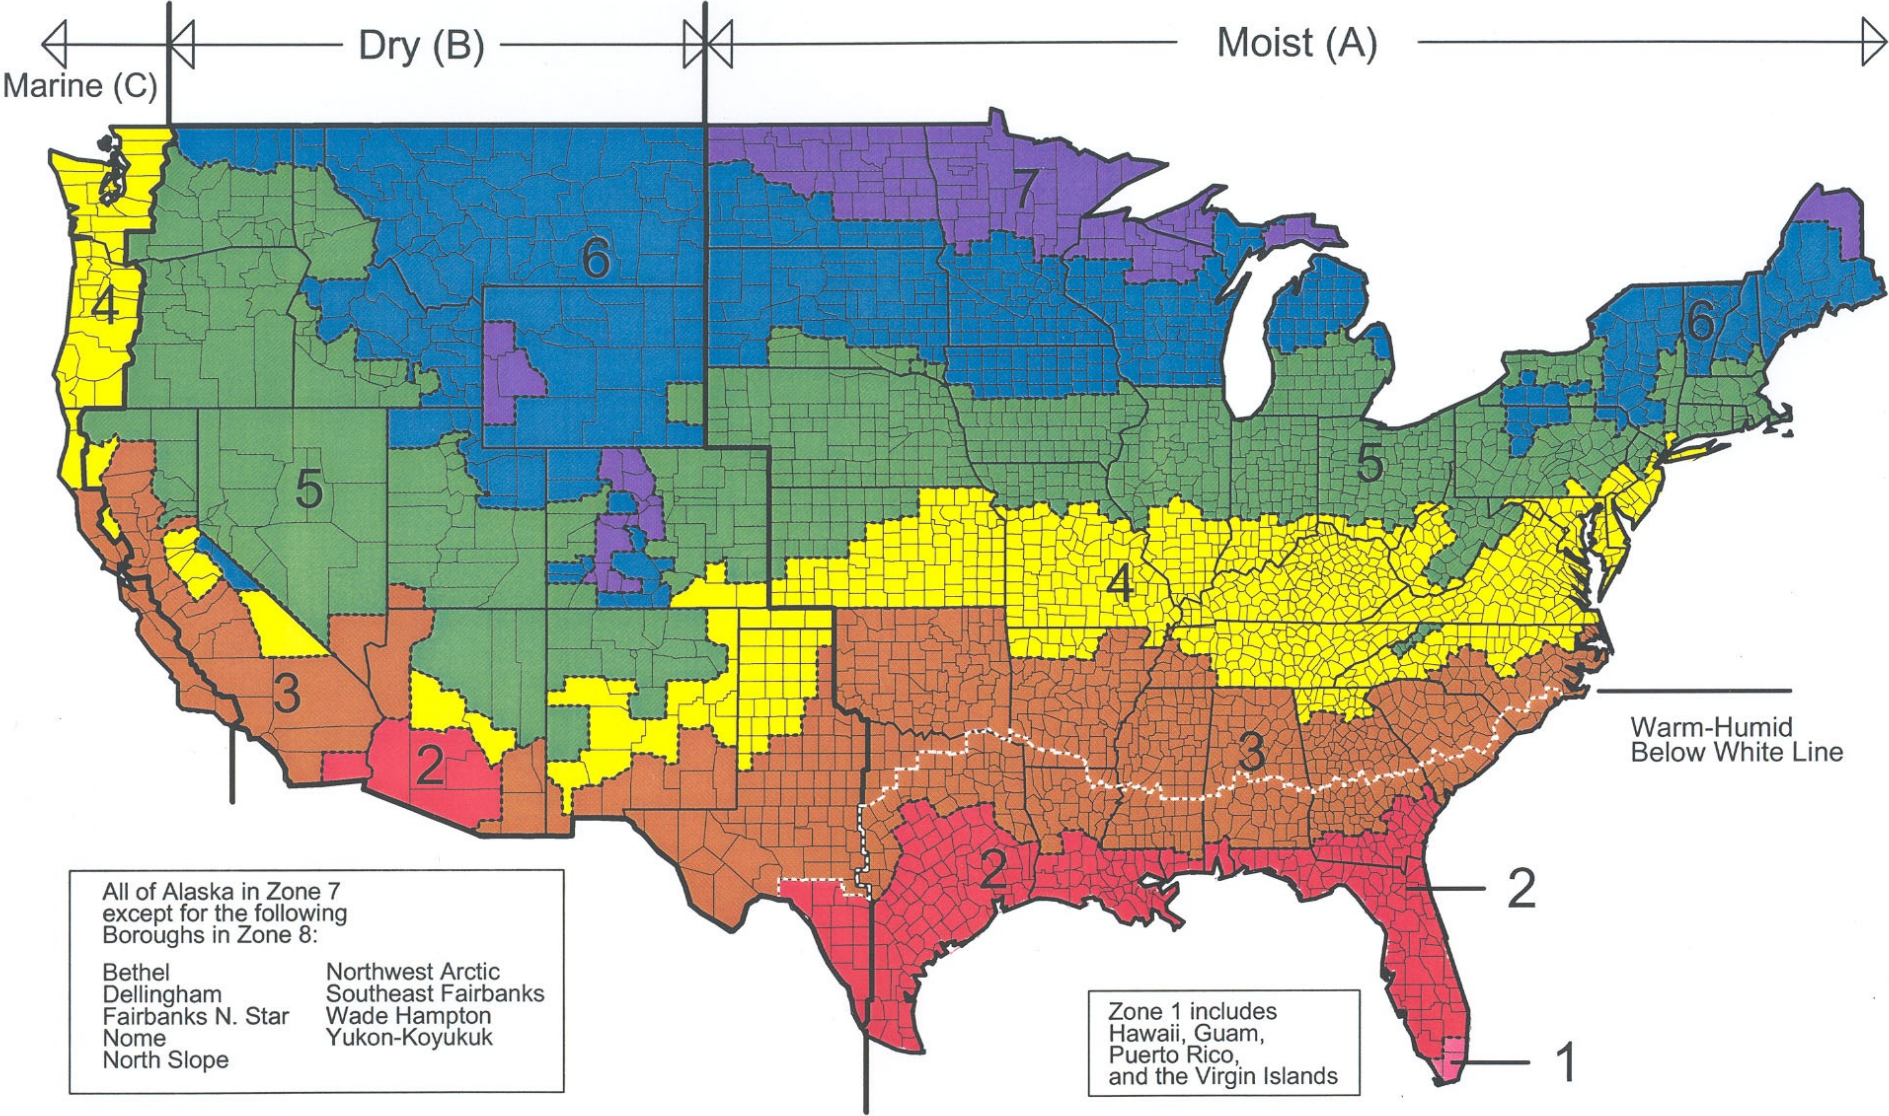 Marine (C)
Dry (B)
Moist (A)
7
6
6
4
5
5
4
3
3
2
2
Warm-Humid
Below White Line
2
1
All of Alaska in Zone 7
except for the following
Boroughs in Zone 8:
Bethel
Dellingham
Fairbanks N. Star
Nome
North Slope
Northwest Arctic
Southeast Fairbanks
Wade Hampton
Yukon-Koyukuk
Zone 1 includes
Hawaii, Guam,
Puerto Rico,
and the Virgin Islands